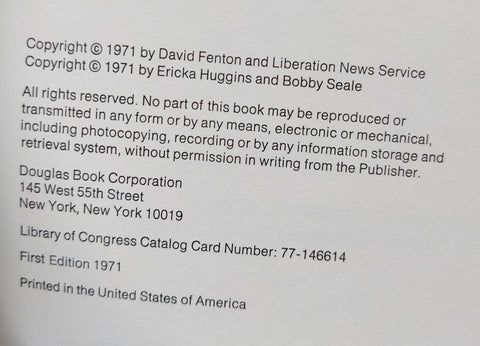 Copyright © 1971 by David Fenton and Liberation News Service
Copyright © 1971 by Ericka Huggins and Bobby Seale
All rights reserved. No part of this book may be reproduced or
transmitted in any form or by any means, electronic or mechanical,
including photocopying, recording or by any information storage and
retrieval system, without permission in writing from the Publisher.
Douglas Book Corporation
145 West 55th Street
New York, New York 10019
Library of Congress Catalog Card Number: 77-146614
First Edition 1971
Printed in the United States of America